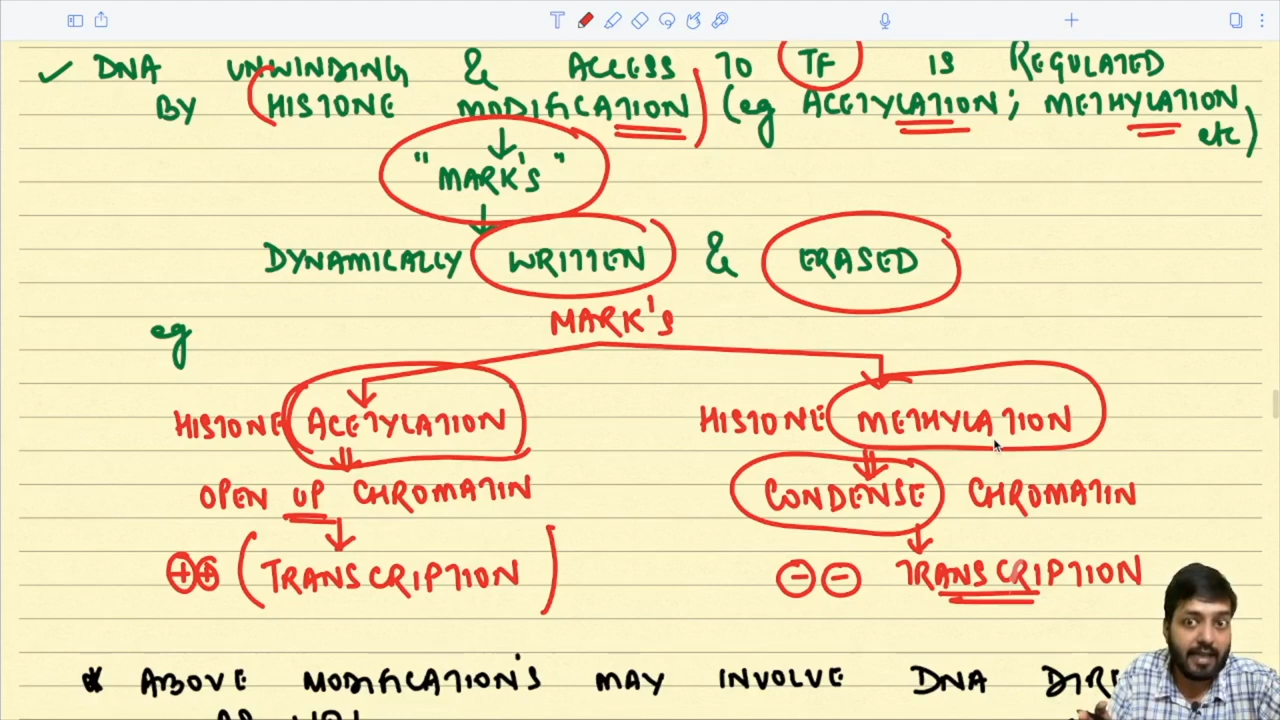 T
✓ DNA UNWINDING & ACCESS TO TF IS REGULATED
BY (HISTONE MODIFICATION) (eg ACETYLATION; METHYLATION
etc)
"MARK'S"
DYNAMICALLY WRITTEN & ERASED
MARK'S
eg
HISTONE ACETYLATION HISTONE METHYLATION
OPEN UP CHROMATIN CONDENSE CHROMATIN
⊕⊕ (TRANSCRIPTION) ⊖⊖ TRANSCRIPTION
* ABOVE MODIFICATION'S MAY INVOLVE DNA